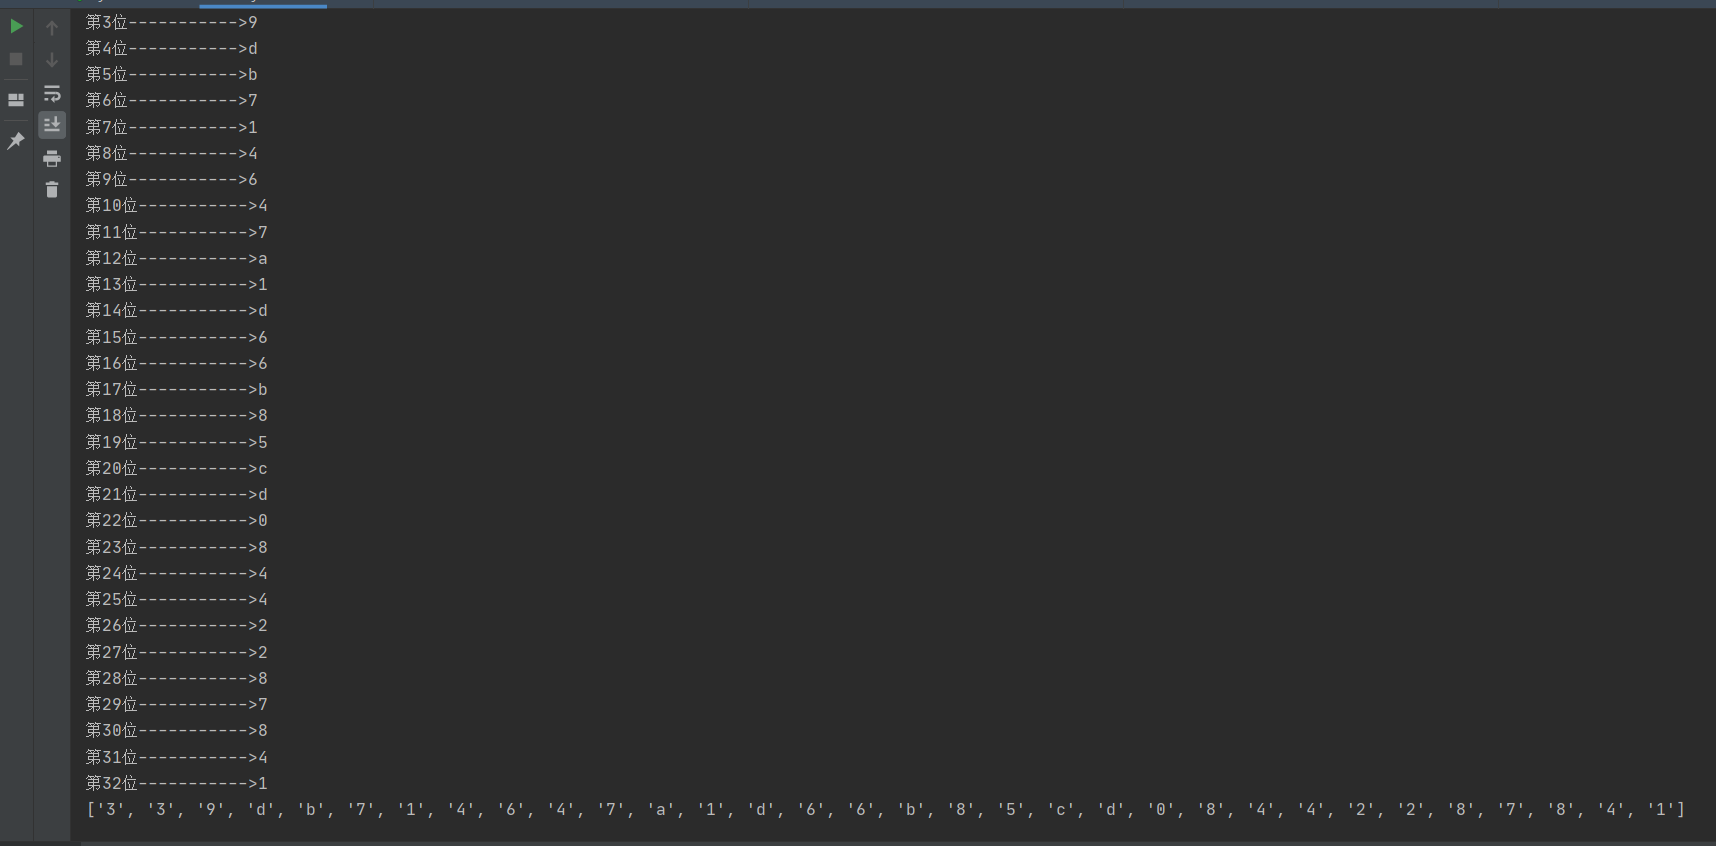 第3位----------->9
第4位----------->d
第5位----------->b
第6位----------->7
第7位----------->1
第8位----------->4
第9位----------->6
第10位----------->4
第11位----------->7
第12位----------->a
第13位----------->1
第14位----------->d
第15位----------->6
第16位----------->6
第17位----------->b
第18位----------->8
第19位----------->5
第20位----------->c
第21位----------->d
第22位----------->0
第23位----------->8
第24位----------->4
第25位----------->4
第26位----------->2
第27位----------->2
第28位----------->8
第29位----------->7
第30位----------->8
第31位----------->4
第32位----------->1
['3', '3', '9', 'd', 'b', '7', '1', '4', '6', '4', '7', 'a', '1', 'd', '6', '6', 'b', '8', '5', 'c', 'd', '0', '8', '4', '4', '2', '2', '8', '7', '8', '4', '1']